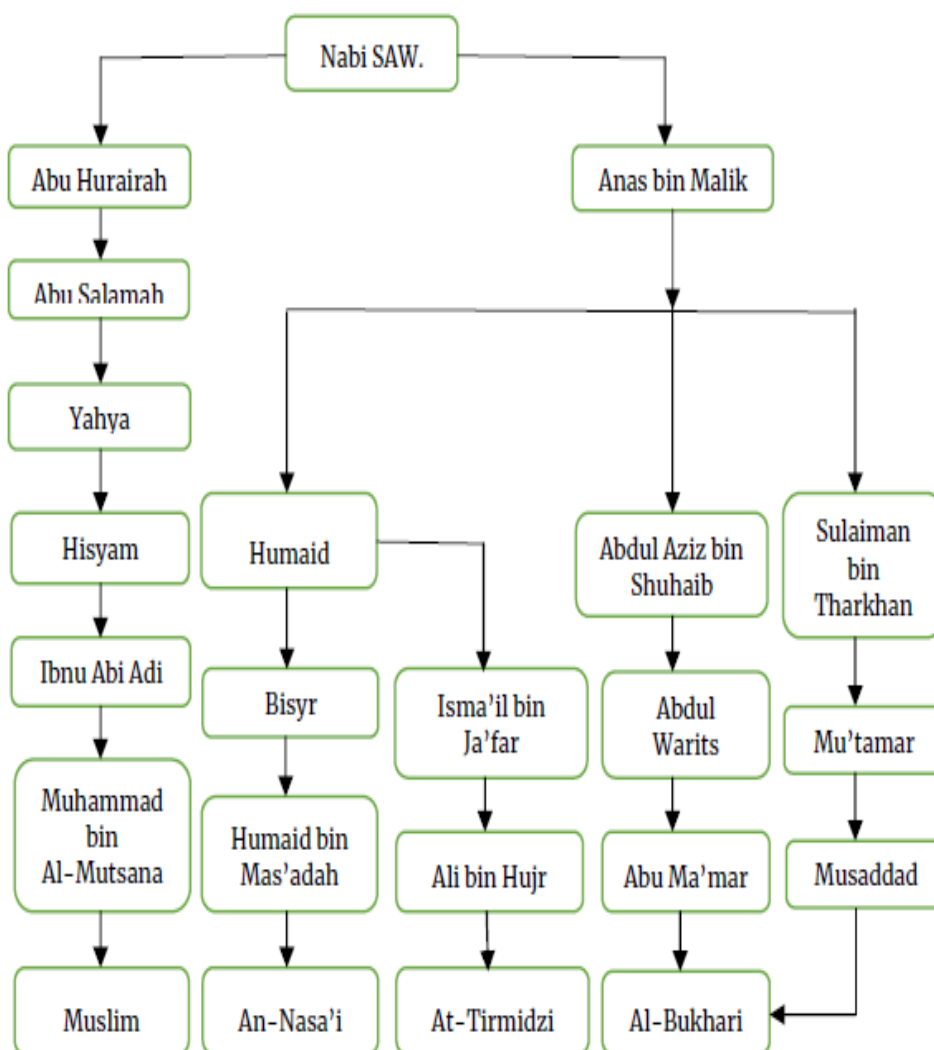 Nabi SAW.
Abu Hurairah
Anas bin Malik
Abu Salamah
Yahya
Hisyam
Humaid
Abdul Aziz bin
Shuhaib
Sulaiman
bin
Tharkhan
Ibnu Abi Adi
Bisyr
Isma'il bin
Ja'far
Abdul
Warits
Mu'tamar
Muhammad
bin
Al-Mutsana
Humaid bin
Mas'adah
Ali bin Hujr
Abu Ma'mar
Musaddad
Muslim
An-Nasa'i
At-Tirmidzi
Al-Bukhari